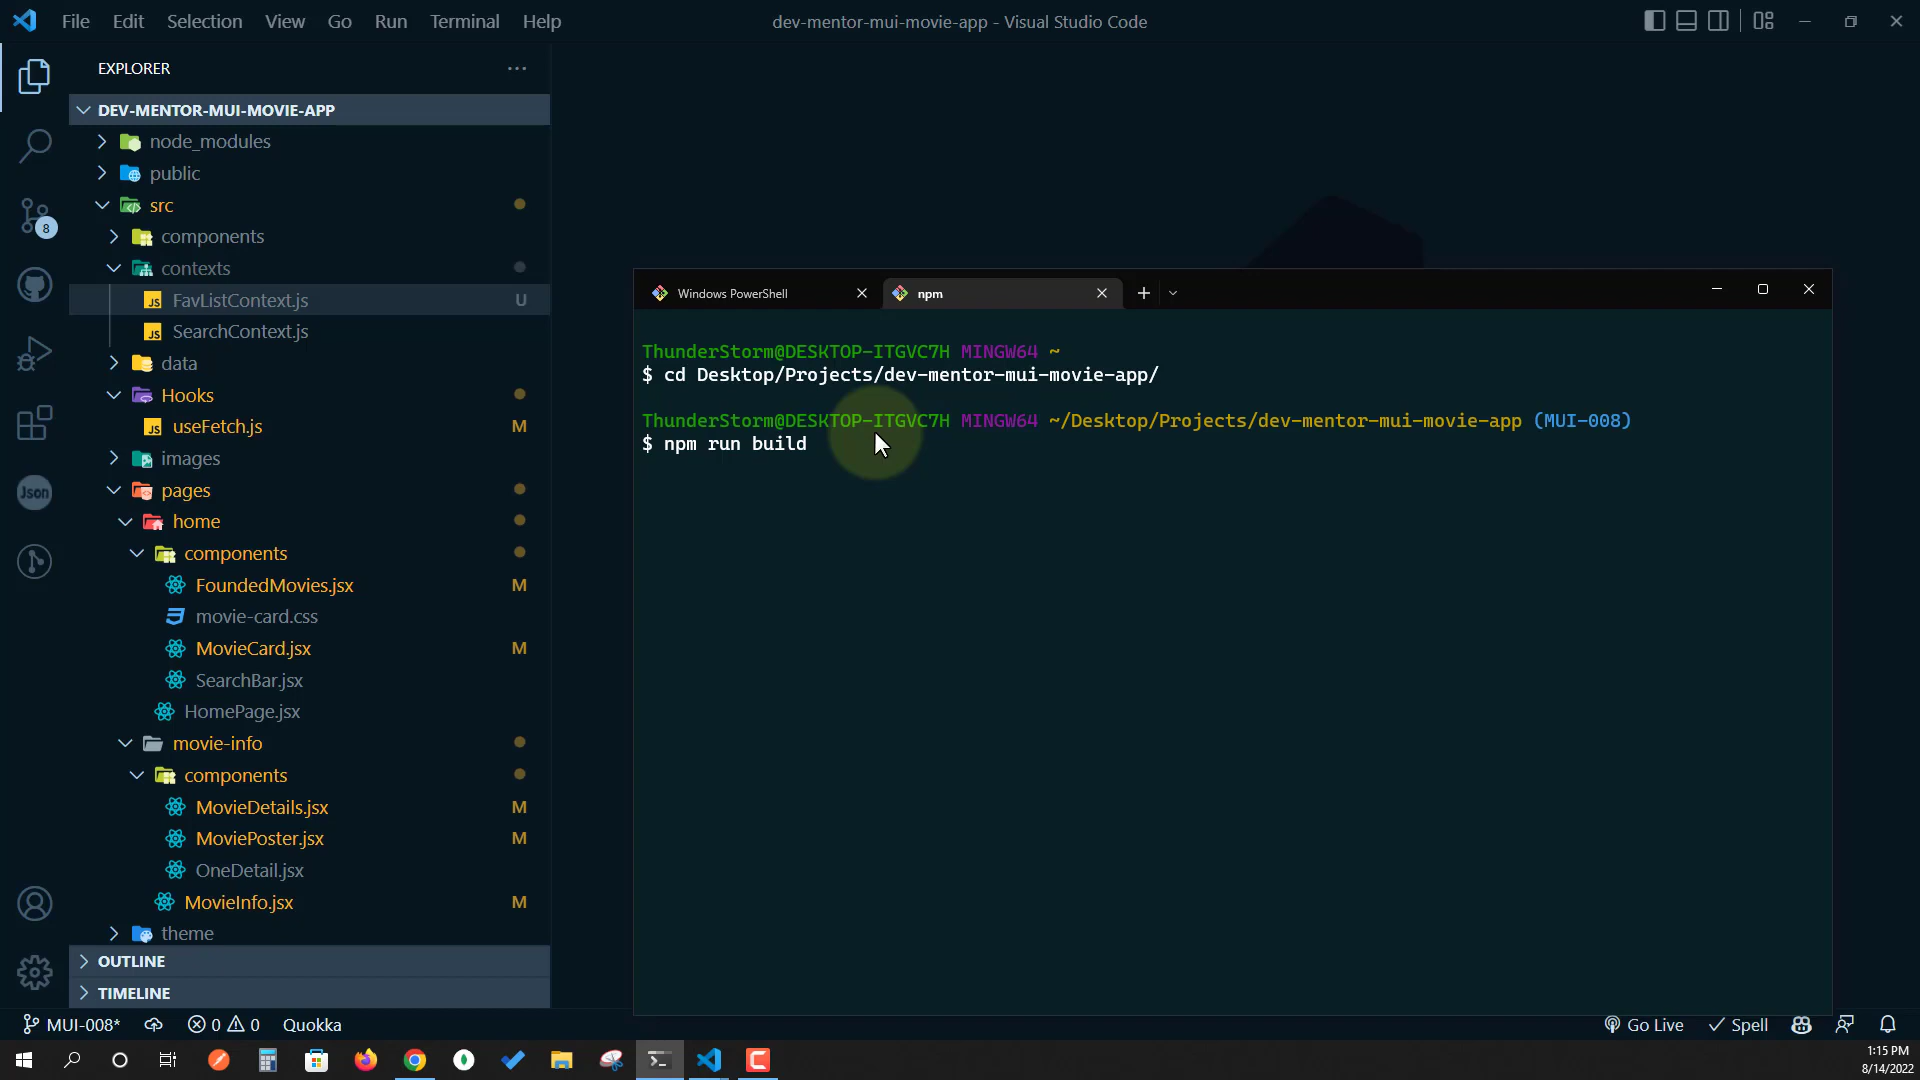 File Edit Selection View Go Run Terminal Help
dev-mentor-mui-movie-app - Visual Studio Code
EXPLORER
DEV-MENTOR-MUI-MOVIE-APP
node_modules
public
src
components
contexts
FavListContext.js U
SearchContext.js
data
Hooks
useFetch.js M
images
pages
home
components
FoundedMovies.jsx M
movie-card.css
MovieCard.jsx M
SearchBar.jsx
HomePage.jsx
movie-info
components
MovieDetails.jsx M
MoviePoster.jsx M
OneDetail.jsx
MovieInfo.jsx M
theme
OUTLINE
TIMELINE
8
Json
Windows PowerShell
npm
ThunderStorm@DESKTOP-ITGVC7H MINGW64 ~
$ cd Desktop/Projects/dev-mentor-mui-movie-app/
ThunderStorm@DESKTOP-ITGVC7H MINGW64 ~/Desktop/Projects/dev-mentor-mui-movie-app (MUI-008)
$ npm run build
MUI-008* 0 0 Quokka
Go Live Spell
1:15 PM
8/14/2022